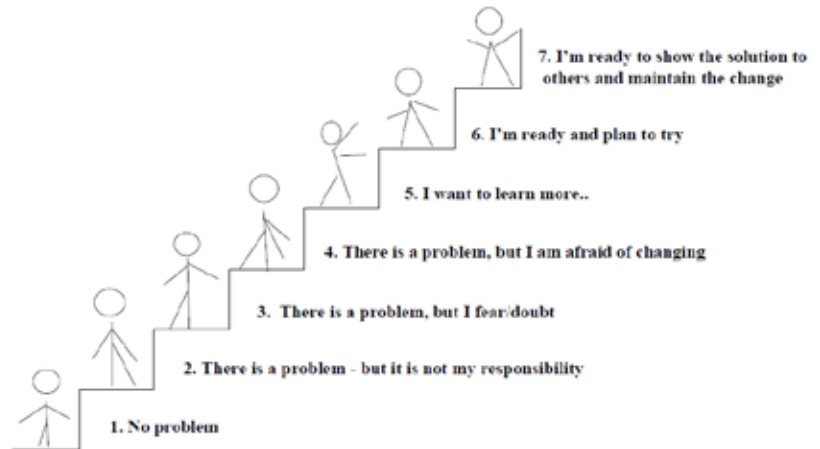 7. I'm ready to show the solution to
others and maintain the change
6. I'm ready and plan to try
5. I want to learn more..
4. There is a problem, but I am afraid of changing
3. There is a problem, but I fear/doubt
2. There is a problem - but it is not my responsibility
1. No problem